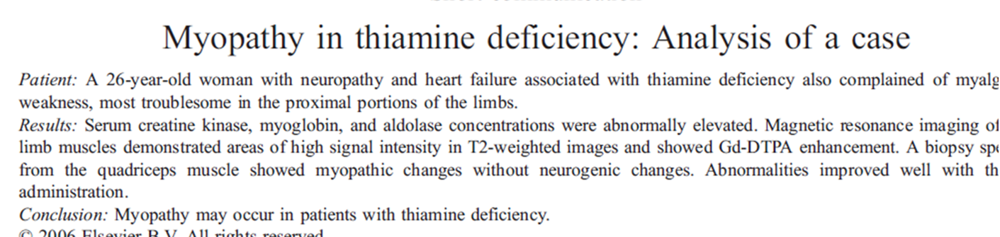 Myopathy in thiamine deficiency: Analysis of a case
Patient: A 26-year-old woman with neuropathy and heart failure associated with thiamine deficiency also complained of myalg
weakness, most troublesome in the proximal portions of the limbs.
Results: Serum creatine kinase, myoglobin, and aldolase concentrations were abnormally elevated. Magnetic resonance imaging of
limb muscles demonstrated areas of high signal intensity in T2-weighted images and showed Gd-DTPA enhancement. A biopsy spe
from the quadriceps muscle showed myopathic changes without neurogenic changes. Abnormalities improved well with th
administration.
Conclusion: Myopathy may occur in patients with thiamine deficiency.
© 2006 Elsevier B.V. All rights reserved.